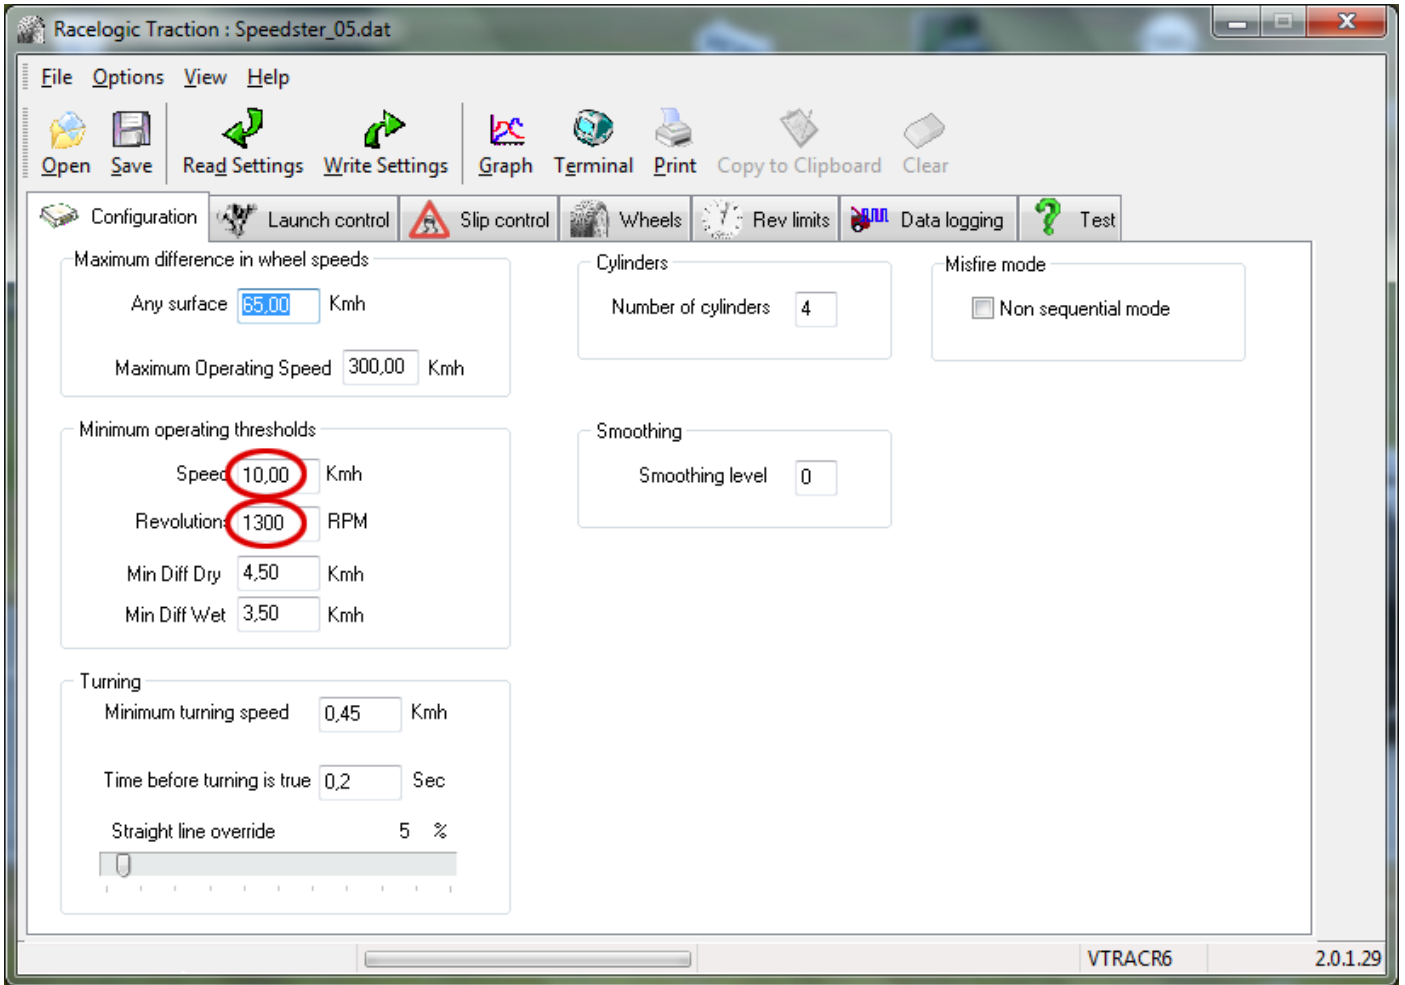 Racelogic Traction : Speedster_05.dat
File Options View Help
Open Save Read Settings Write Settings Graph Terminal Print Copy to Clipboard Clear
Configuration Launch control Slip control Wheels Rev limits Data logging Test
Maximum difference in wheel speeds
Any surface 65,00 Kmh
Maximum Operating Speed 300,00 Kmh
Cylinders
Number of cylinders 4
Misfire mode
Non sequential mode
Minimum operating thresholds
Speed 10,00 Kmh
Revolutions 1300 RPM
Min Diff Dry 4,50 Kmh
Min Diff Wet 3,50 Kmh
Smoothing
Smoothing level 0
Turning
Minimum turning speed 0,45 Kmh
Time before turning is true 0,2 Sec
Straight line override 5 %
VTRACR6 2.0.1.29